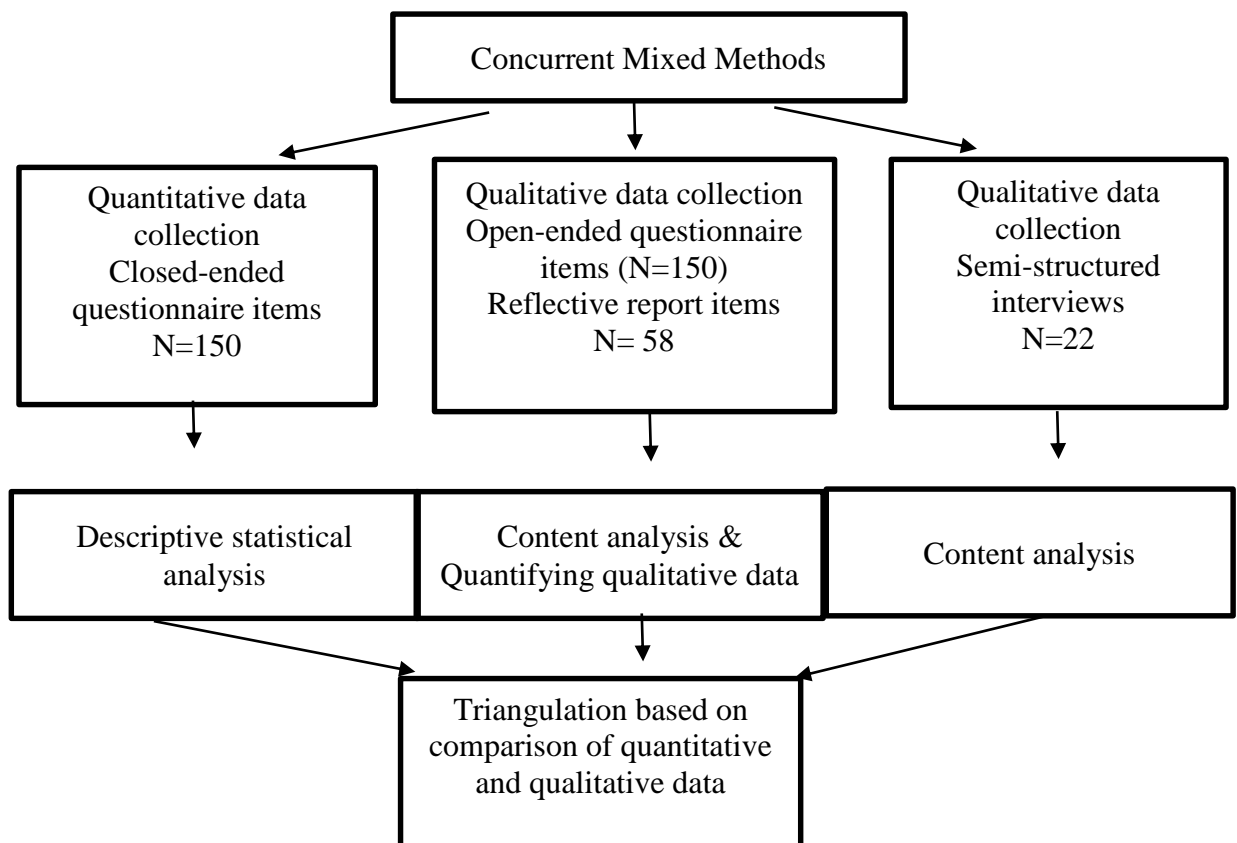 Concurrent Mixed Methods
Quantitative data
collection
Closed-ended
questionnaire items
N=150
Qualitative data collection
Open-ended questionnaire
items (N=150)
Reflective report items
N= 58
Qualitative data
collection
Semi-structured
interviews
N=22
Descriptive statistical
analysis
Content analysis &
Quantifying qualitative data
Content analysis
Triangulation based on
comparison of quantitative
and qualitative data